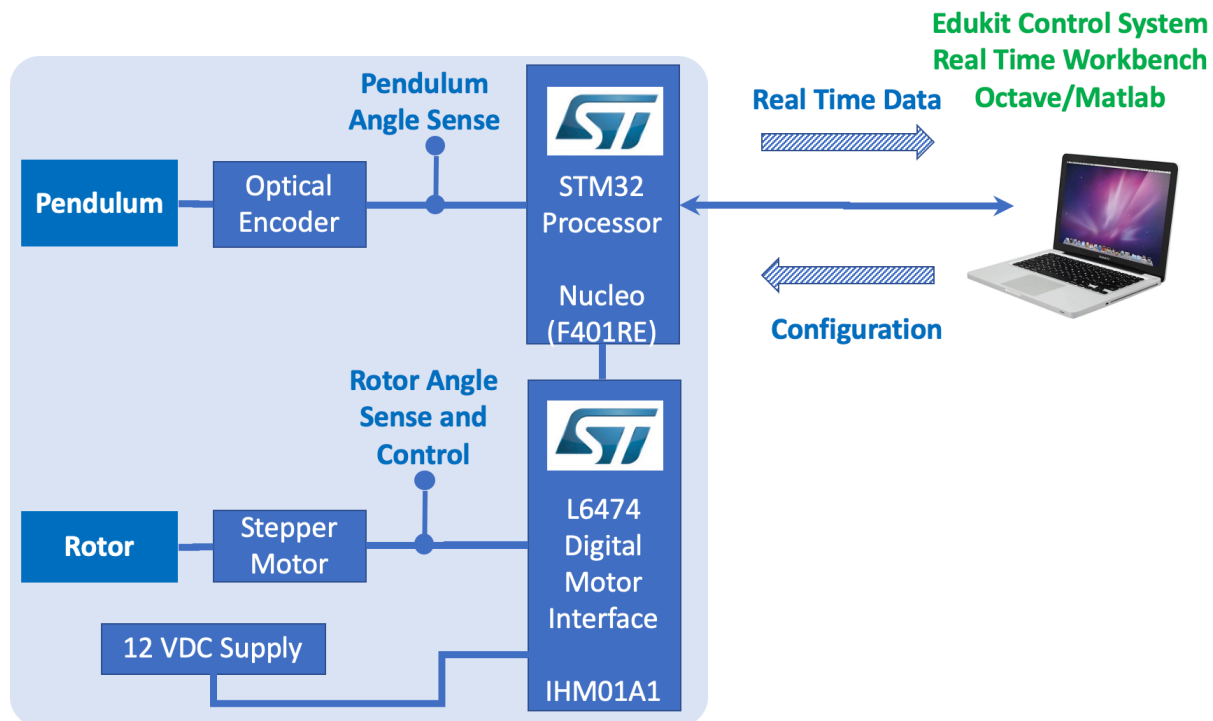 Edukit Control System
Real Time Workbench
Octave/Matlab
Pendulum
Angle Sense
Real Time Data
Pendulum
Optical
Encoder
ST
STM32
Processor
Nucleo
(F401RE)
Configuration
Rotor Angle
Sense and
Control
ST
Rotor
Stepper
Motor
L6474
Digital
Motor
Interface
IHM01A1
12 VDC Supply